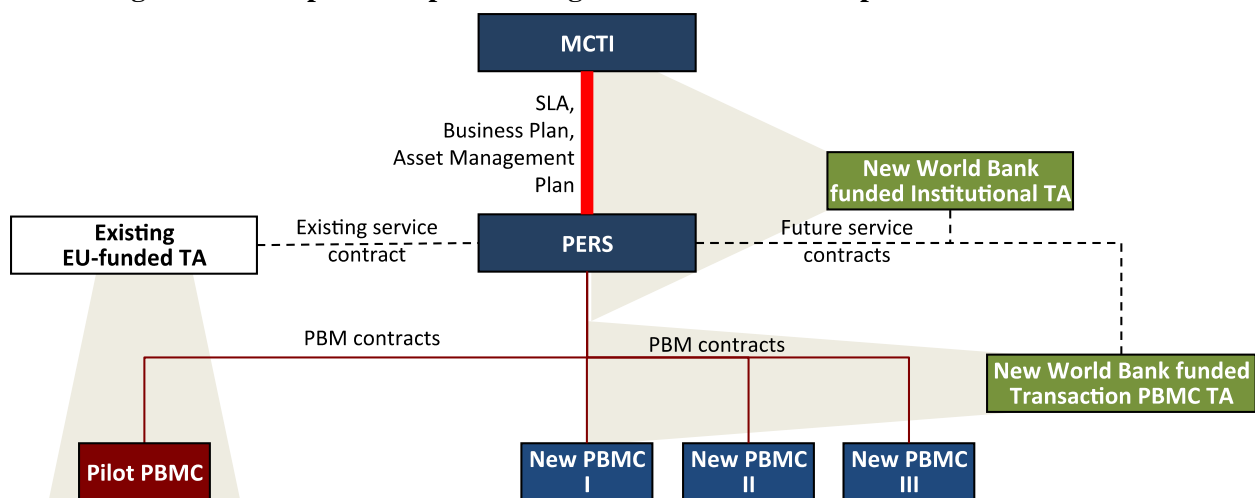 MCTI
SLA,
Business Plan,
Asset Management
Plan
New World Bank
funded Institutional TA
Existing
EU-funded TA
Existing service
contract
PERS
Future service
contracts
PBM contracts
PBM contracts
New World Bank funded
Transaction PBMC TA
Pilot PBMC
New PBMC
I
New PBMC
II
New PBMC
III